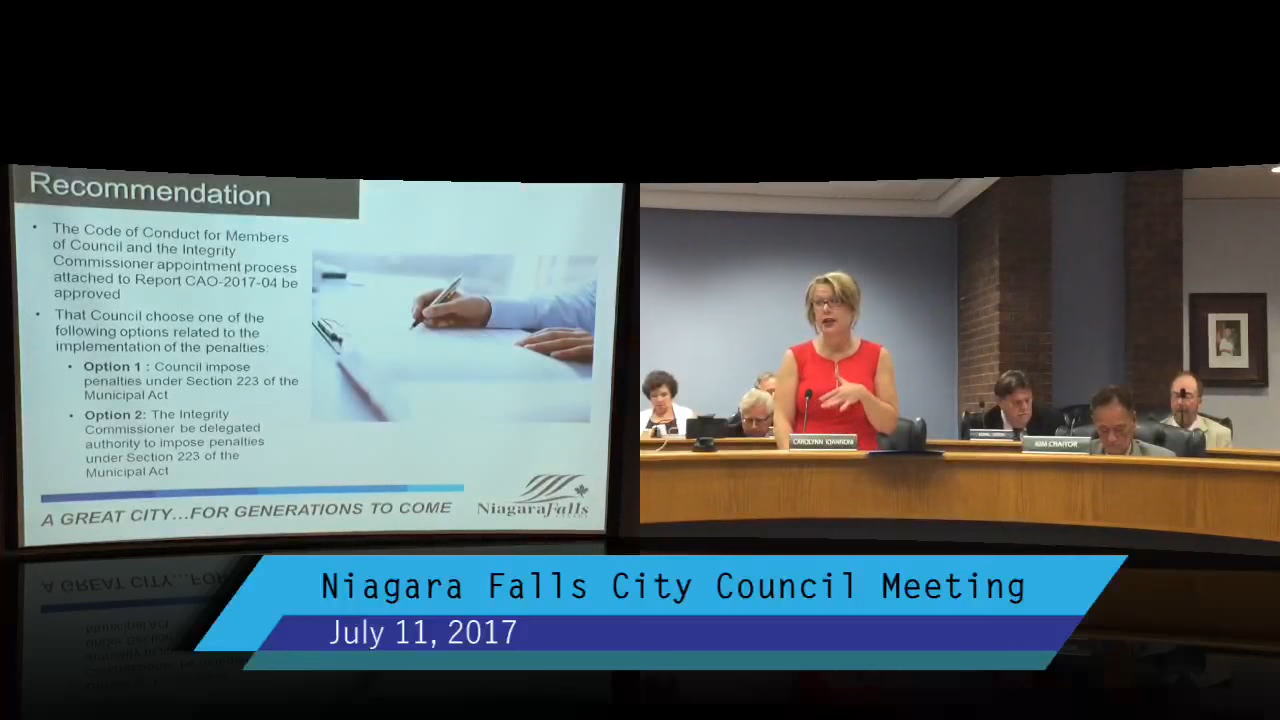 Recommendation
• The Code of Conduct for Members
of Council and the Integrity
Commissioner appointment process
attached to Report CAO-2017-04 be
approved
• That Council choose one of the
following options related to the
implementation of the penalties:
• Option 1 : Council impose
penalties under Section 223 of the
Municipal Act
• Option 2: The Integrity
Commissioner be delegated
authority to impose penalties
under Section 223 of the
Municipal Act
A GREAT CITY...FOR GENERATIONS TO COME
NiagaraFalls
CAROLYNN IOANNONI
KIM CRAITOR
Niagara Falls City Council Meeting
July 11, 2017